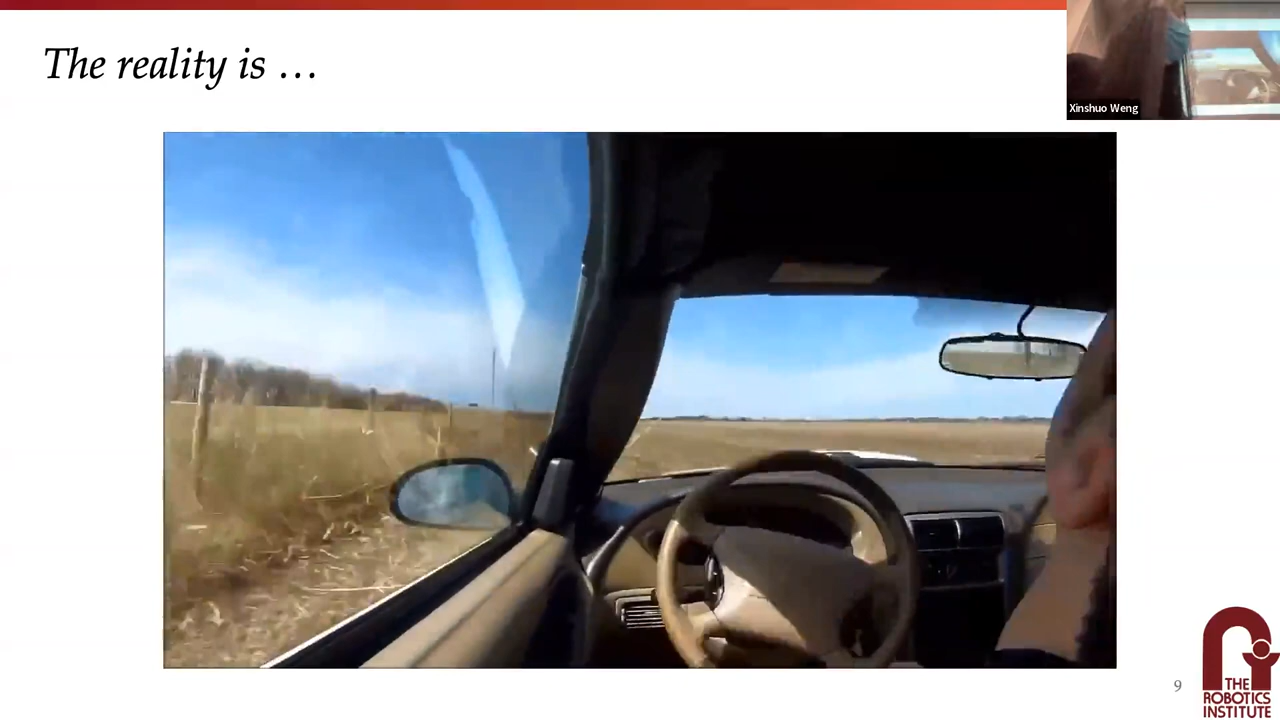 The reality is …
Xinshuo Weng
9
THE
ROBOTICS
INSTITUTE